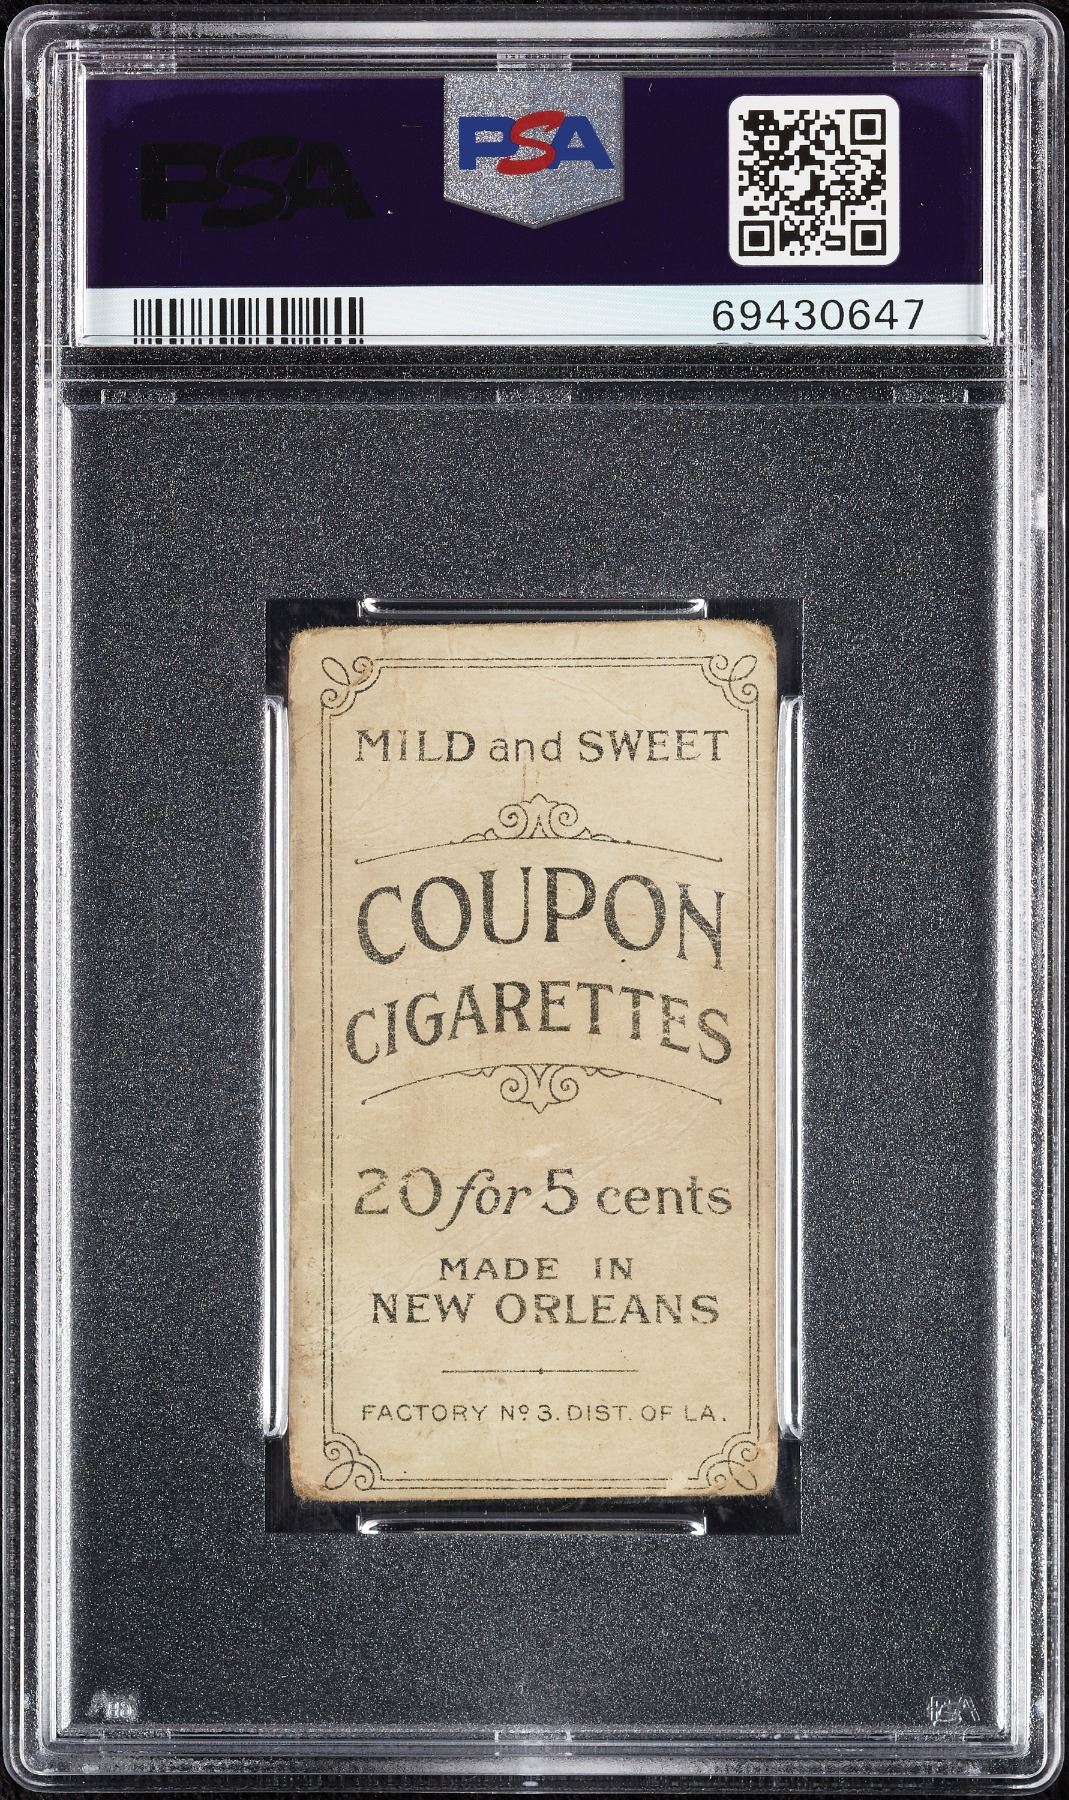 PSA
PSA
69430647
MILD and SWEET
COUPON
CIGARETTES
20 for 5 cents
MADE IN
NEW ORLEANS
FACTORY Nº 3. DIST. OF LA.
PSA